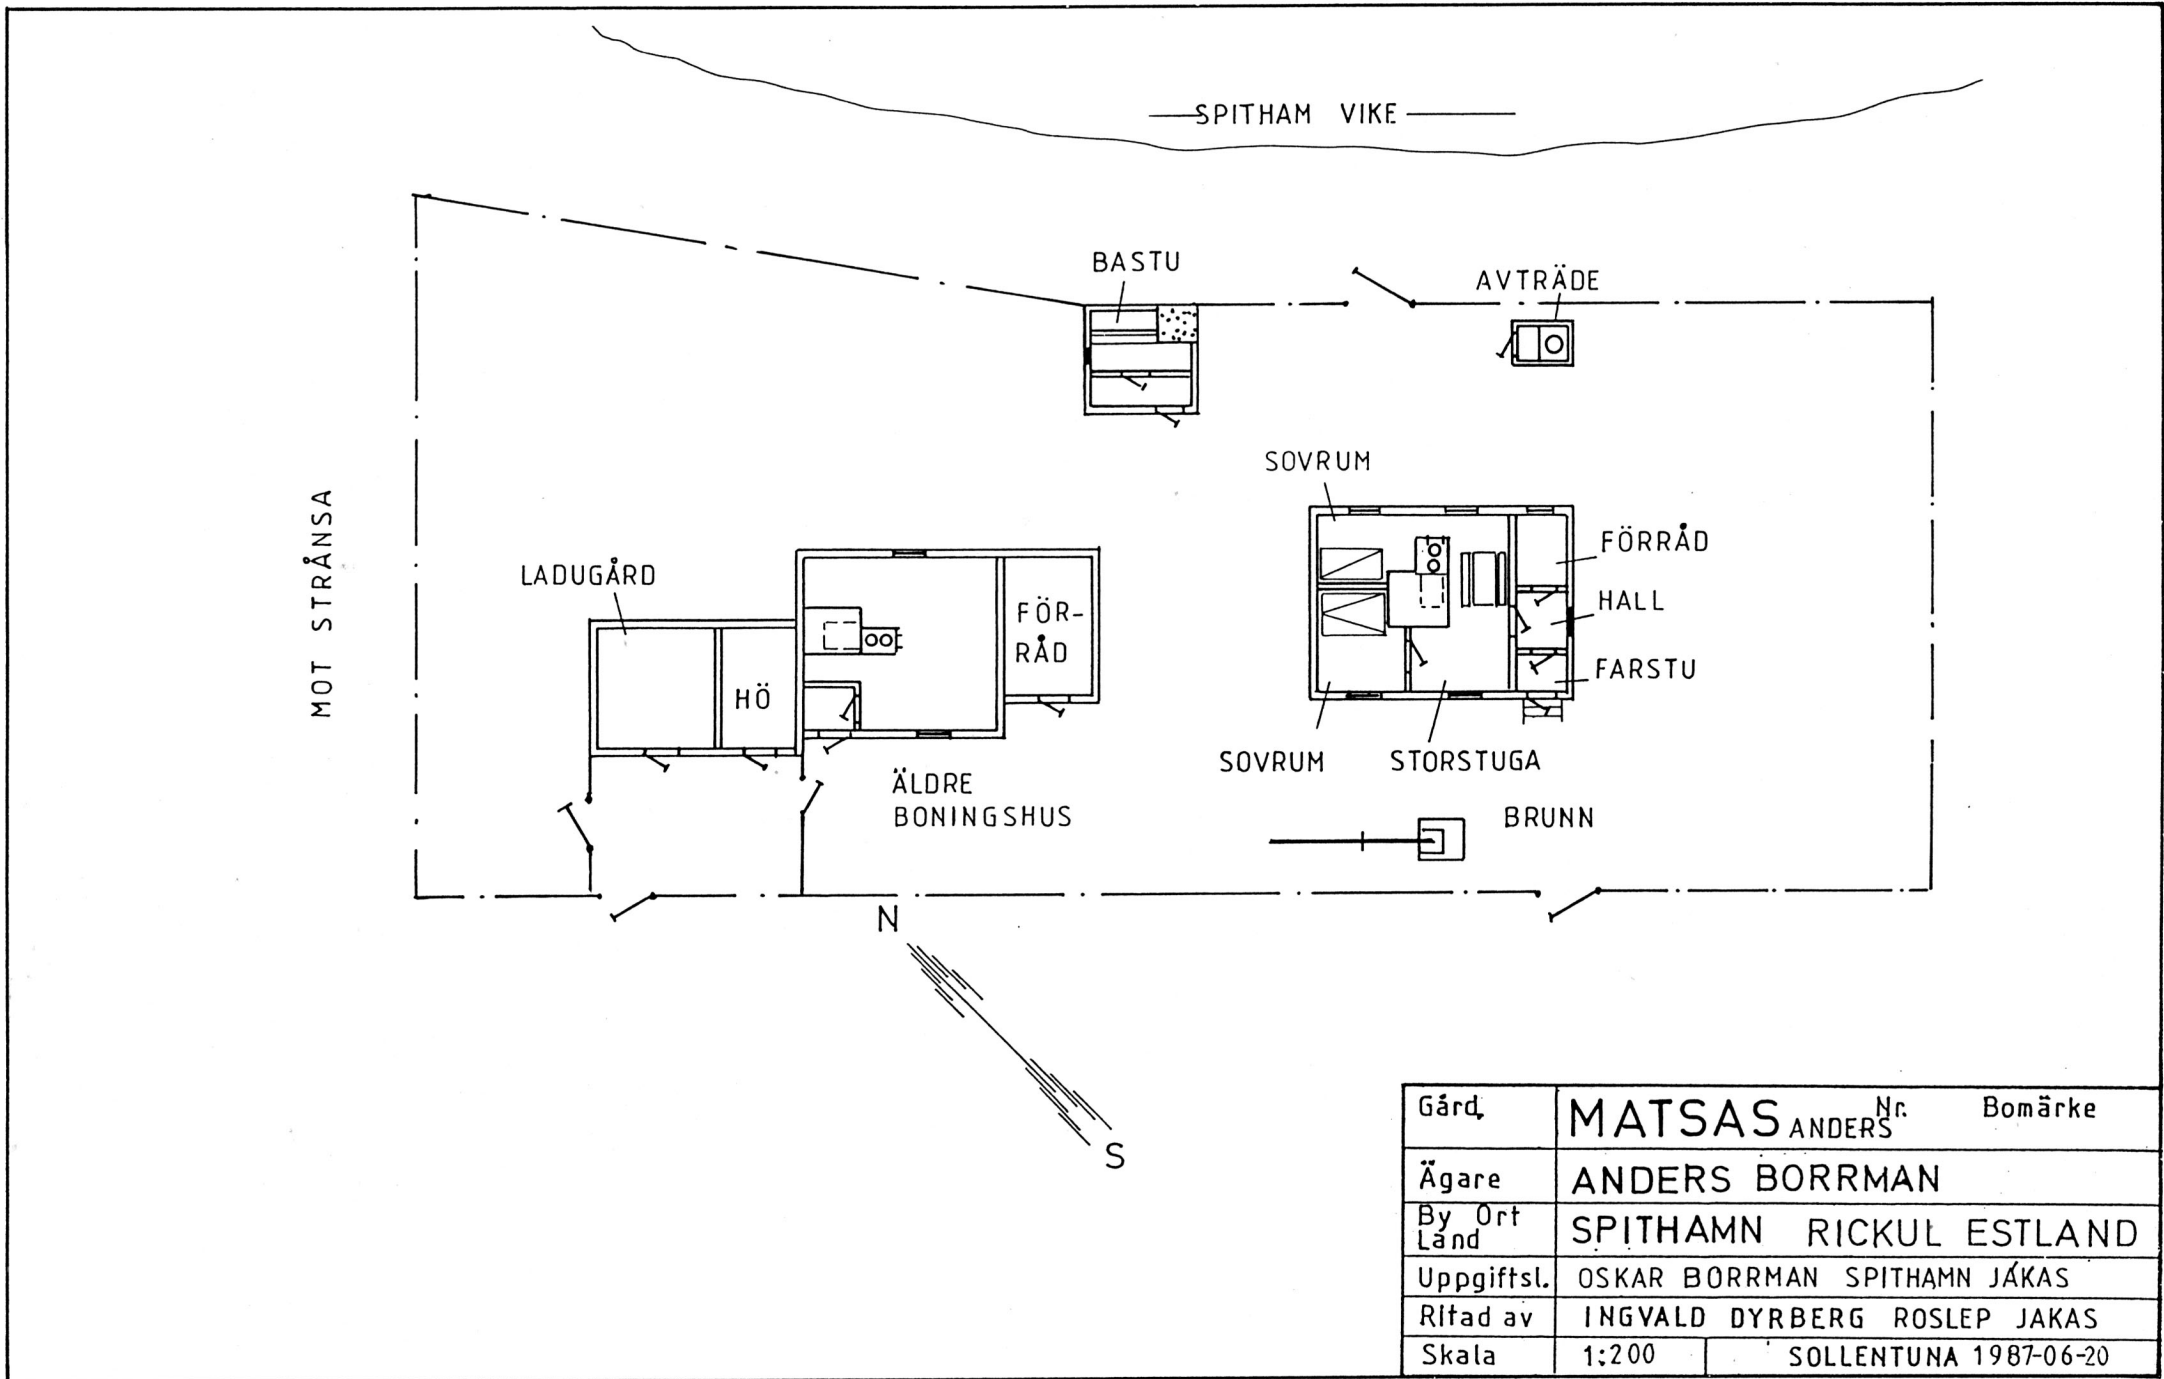 SPITHAM VIKE
BASTU
AVTRÄDE
SOVRUM
MOT STRÅNSA
LADUGÅRD
FÖRRÅD
HALL
FÖR-
RÅD
HÖ
FARSTU
SOVRUM STORSTUGA
ÄLDRE
BONINGSHUS
BRUNN
N
S
Gård, MATSAS ANDERS Nr. Bomärke
Ägare ANDERS BORRMAN
By Ort
Land SPITHAMN RICKUL ESTLAND
Uppgiftsl. OSKAR BORRMAN SPITHAMN JAKAS
Ritad av INGVALD DYRBERG ROSLEP JAKAS
Skala 1:200 SOLLENTUNA 1987-06-20